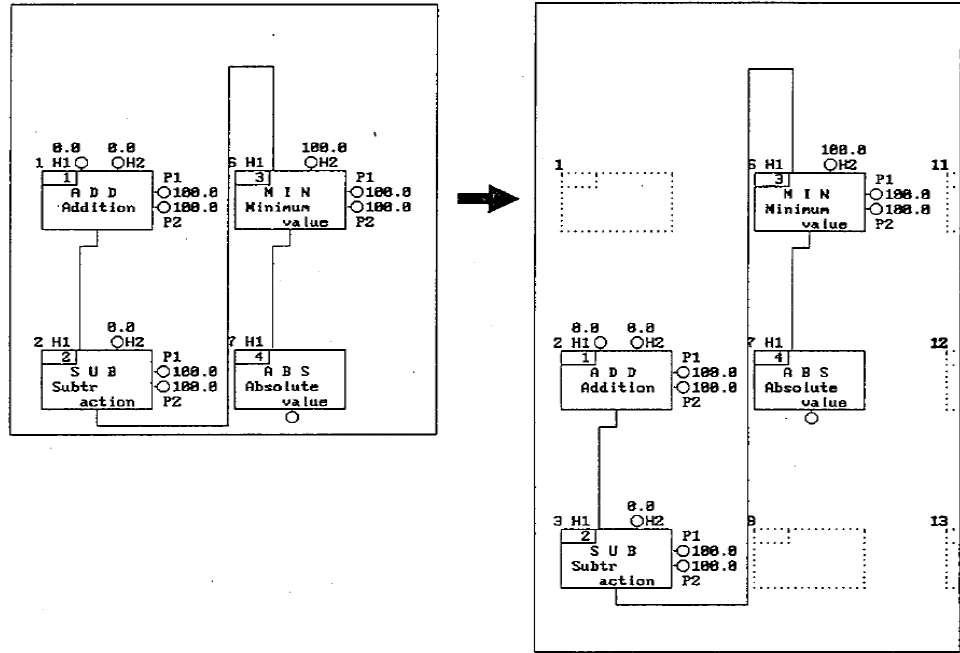 0.0 0.0 100.0
1 H1 H2 6 H1 H2
1 P1 3 P1
A D D 100.0 M I N 100.0
Addition 100.0 Minimum 100.0
P2 value P2
0.0
2 H1 H2 7 H1
2 P1 4
S U B 100.0 A B S
Subtr 100.0 Absolute
action P2 value
100.0
1 6 H1 H2 11
3 P1
M I N 100.0
Minimum 100.0
value P2
0.0 0.0
2 H1 H2 7 H1 12
1 P1 4
A D D 100.0 A B S
Addition 100.0 Absolute
P2 value
0.0
3 H1 H2 8 13
2 P1
S U B 100.0
Subtr 100.0
action P2